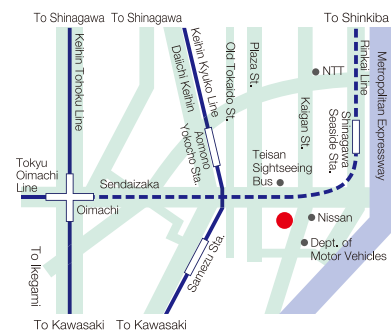 To Shinagawa
To Shinagawa
To Shinkiba
Keihin Tohoku Line
Keihin Kyuko Line
Daiichi Keihin
Old Tokaido St.
Plaza St.
NTT
Rinkai Line
Metropolitan Expressway
Kaigan St.
Shinagawa
Seaside Sta.
Aomono
Yokocho Sta.
Teisan
Sightseeing
Bus
Tokyu
Oimachi
Line
Sendaizaka
Oimachi
Nissan
Dept. of
Motor Vehicles
Samezu Sta.
To Ikegami
To Kawasaki
To Kawasaki